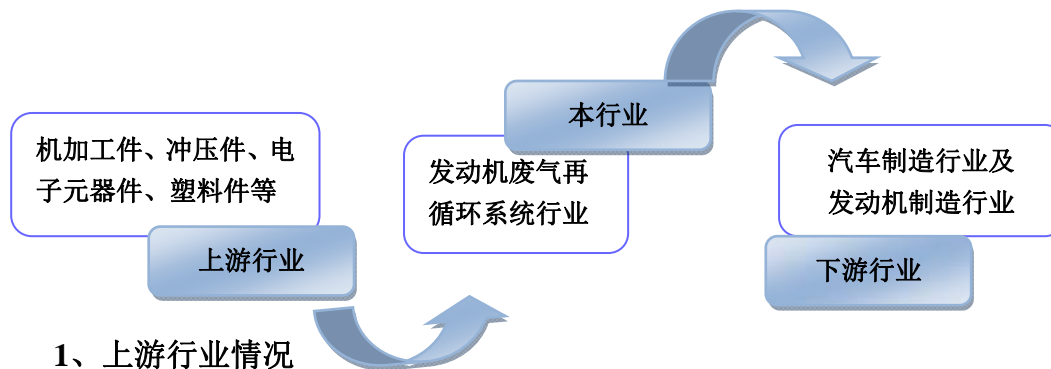 机加工件、冲压件、电
子元器件、塑料件等
上游行业
本行业
发动机废气再
循环系统行业
汽车制造行业及
发动机制造行业
下游行业
1、上游行业情况